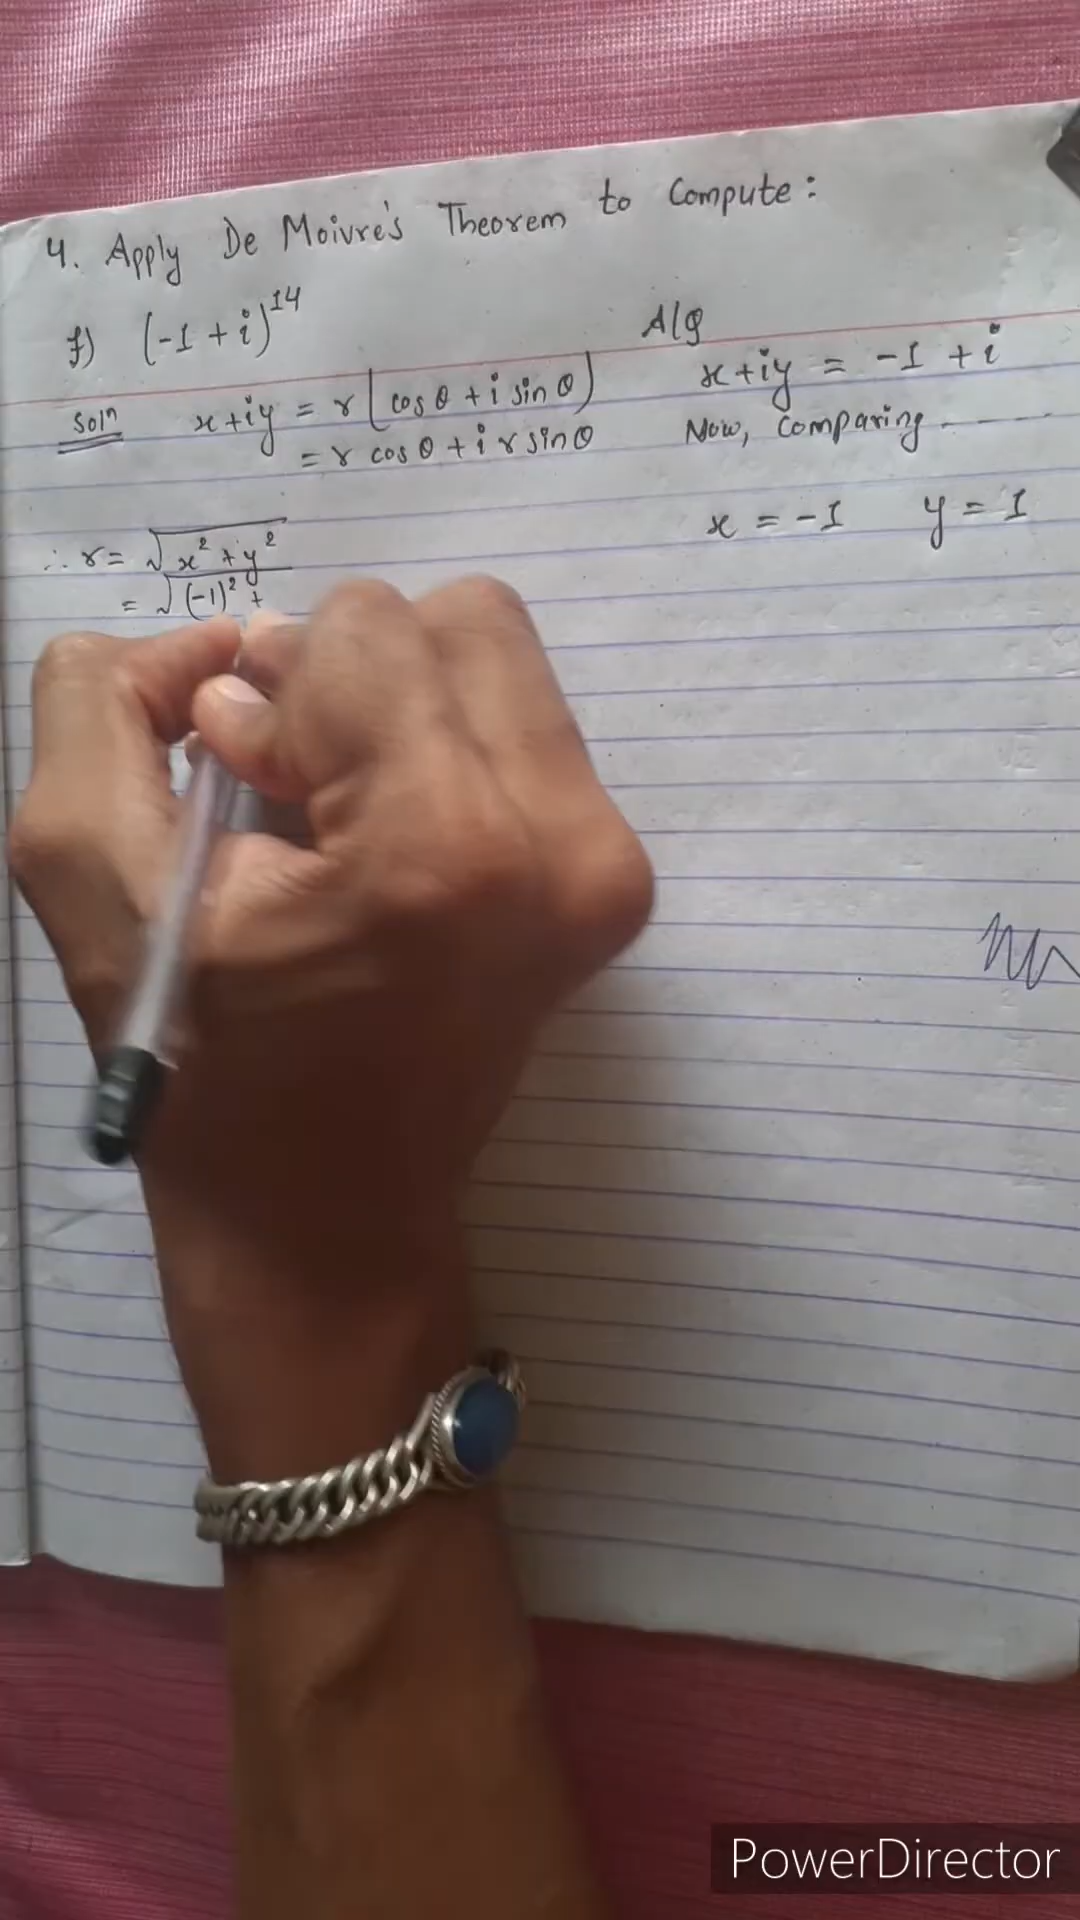 4. Apply De Moivre's Theorem to Compute:
f) (-1 + i)^14
Soln x+iy = r(cos θ + i sin θ)
= r cos θ + i r sin θ
A/Q
x+iy = -1 + i
Now, Comparing - - -
x = -1 y = 1
∴ r = √x² + y²
= √(-1)² +
PowerDirector